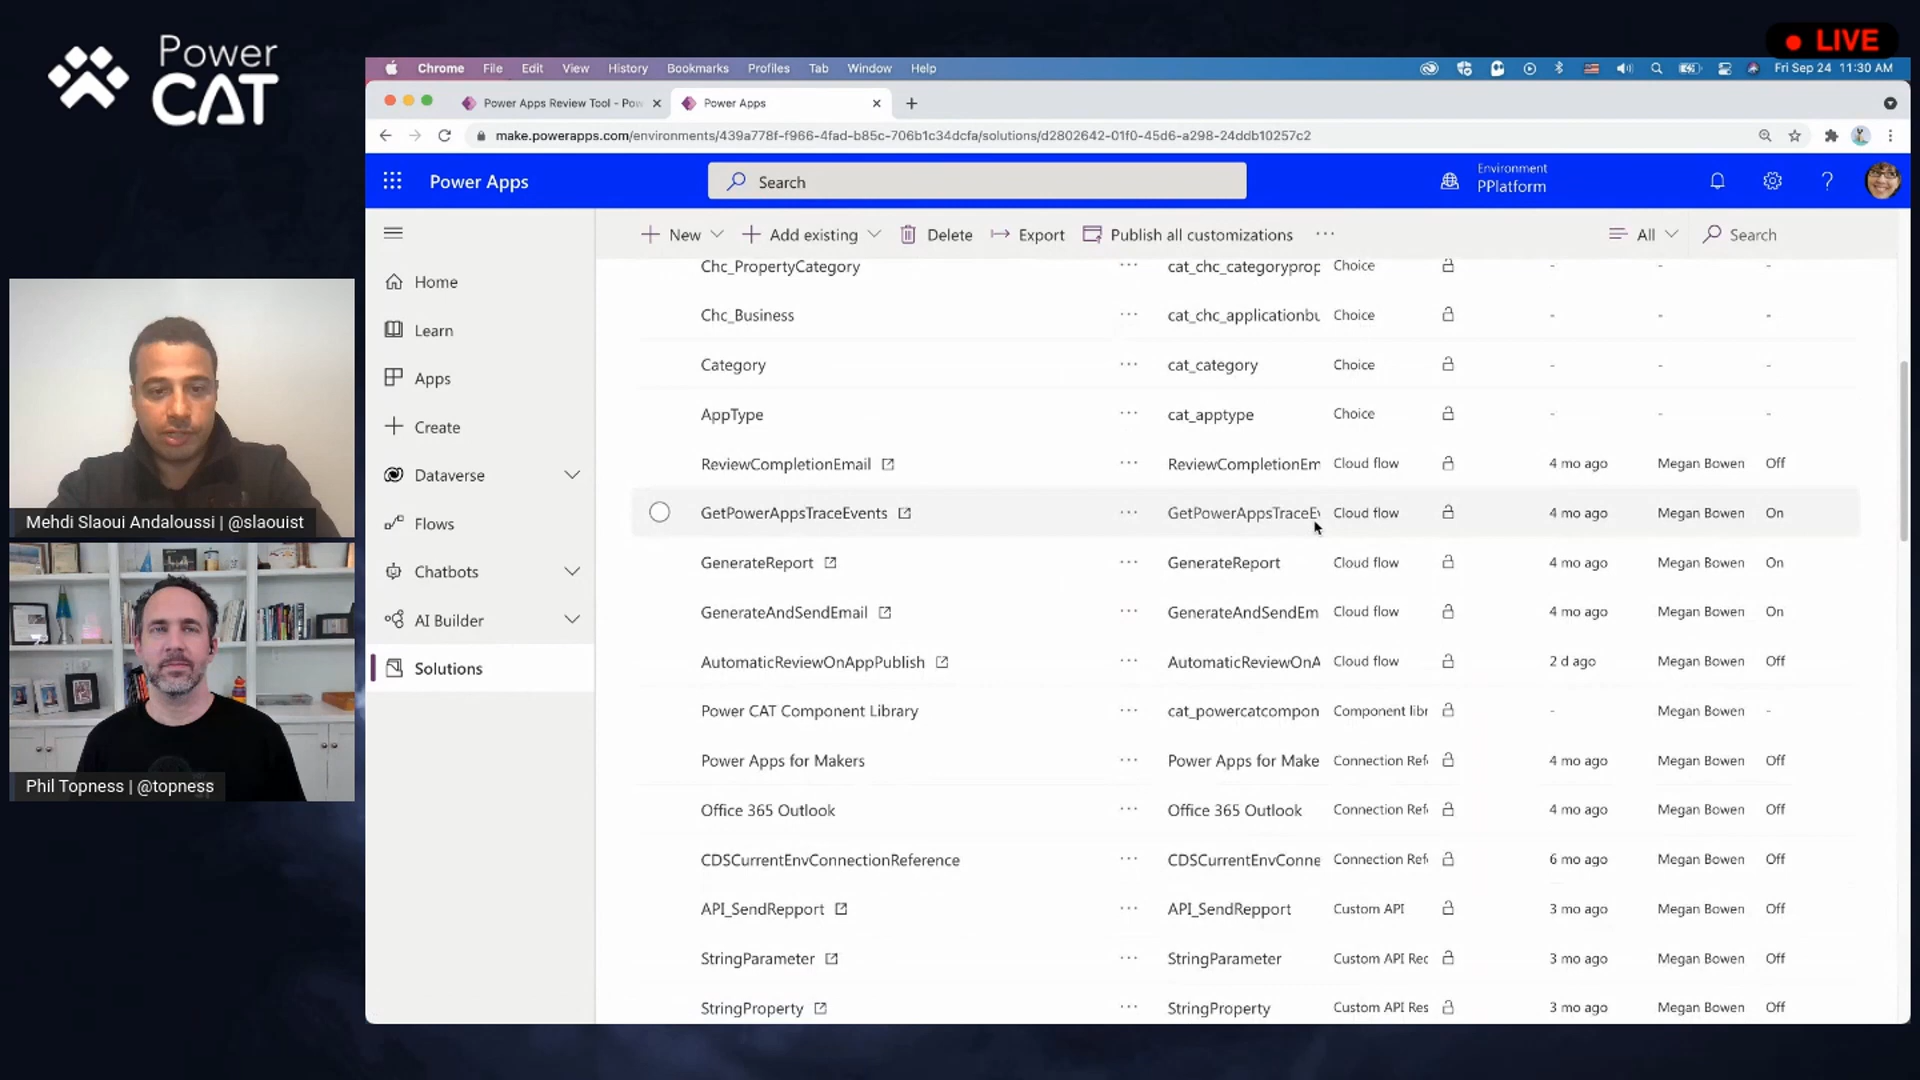 Power
CAT
LIVE
Chrome File Edit View History Bookmarks Profiles Tab Window Help
Fri Sep 24 11:30 AM
Power Apps Review Tool - Pow
Power Apps
make.powerapps.com/environments/439a778f-f966-4fad-b85c-706b1c34dcfa/solutions/d2802642-01f0-45d6-a298-24ddb10257c2
Power Apps
Search
Environment
PPlatform
New
Add existing
Delete
Export
Publish all customizations
All
Search
Home
Learn
Apps
Create
Dataverse
Flows
Chatbots
AI Builder
Solutions
Chc_PropertyCategory ... cat_chc_categoryprop Choice - - -
Chc_Business ... cat_chc_applicationbu Choice - - -
Category ... cat_category Choice - - -
AppType ... cat_apptype Choice - - -
ReviewCompletionEmail ... ReviewCompletionEm Cloud flow 4 mo ago Megan Bowen Off
GetPowerAppsTraceEvents ... GetPowerAppsTraceEv Cloud flow 4 mo ago Megan Bowen On
GenerateReport ... GenerateReport Cloud flow 4 mo ago Megan Bowen On
GenerateAndSendEmail ... GenerateAndSendEm Cloud flow 4 mo ago Megan Bowen On
AutomaticReviewOnAppPublish ... AutomaticReviewOnA Cloud flow 2 d ago Megan Bowen Off
Power CAT Component Library ... cat_powercatcompon Component libr - Megan Bowen -
Power Apps for Makers ... Power Apps for Make Connection Ref 4 mo ago Megan Bowen Off
Office 365 Outlook ... Office 365 Outlook Connection Ref 4 mo ago Megan Bowen Off
CDSCurrentEnvConnectionReference ... CDSCurrentEnvConne Connection Ref 6 mo ago Megan Bowen Off
API_SendRepport ... API_SendRepport Custom API 3 mo ago Megan Bowen Off
StringParameter ... StringParameter Custom API Rec 3 mo ago Megan Bowen Off
StringProperty ... StringProperty Custom API Res 3 mo ago Megan Bowen Off
Mehdi Slaoui Andaloussi | @slaouist
Phil Topness | @topness